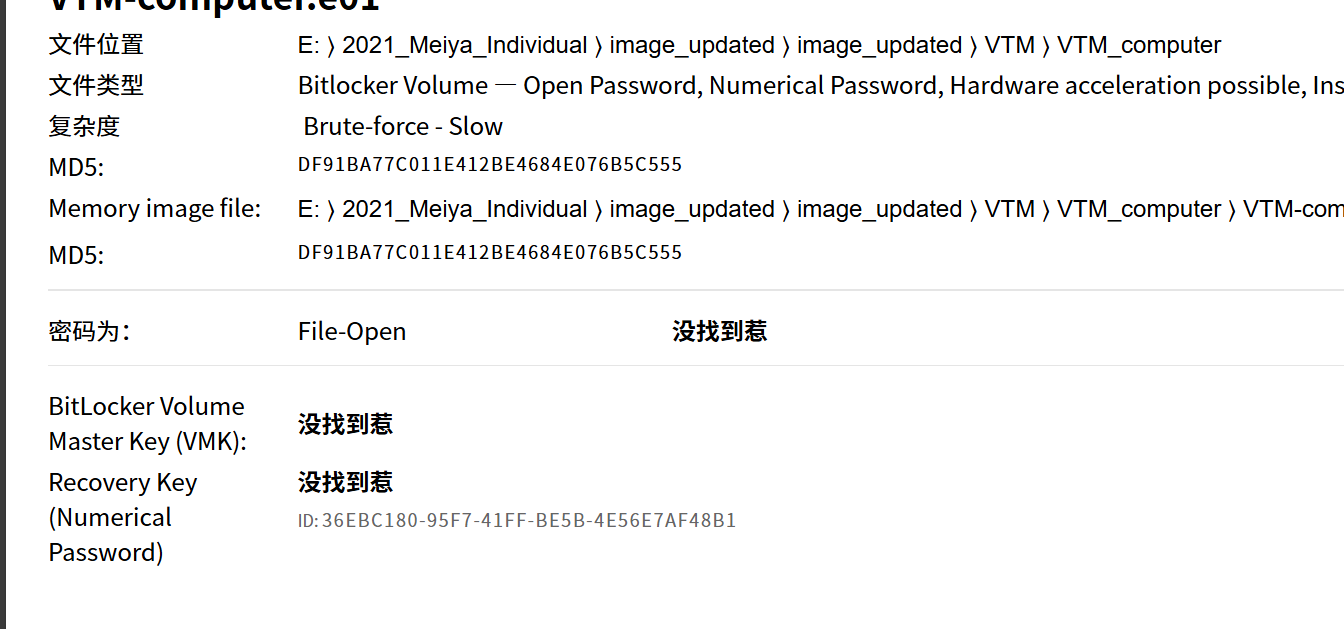 VTM-computer.e01
文件位置 E: 〉 2021_Meiya_Individual 〉 image_updated 〉 image_updated 〉 VTM 〉 VTM_computer
文件类型 Bitlocker Volume — Open Password, Numerical Password, Hardware acceleration possible, Ins
复杂度 Brute-force - Slow
MD5: DF91BA77C011E412BE4684E076B5C555
Memory image file: E: 〉 2021_Meiya_Individual 〉 image_updated 〉 image_updated 〉 VTM 〉 VTM_computer 〉 VTM-com
MD5: DF91BA77C011E412BE4684E076B5C555
密码为： File-Open 没找到惹
BitLocker Volume
Master Key (VMK):
没找到惹
Recovery Key
(Numerical
Password)
没找到惹
ID: 36EBC180-95F7-41FF-BE5B-4E56E7AF48B1